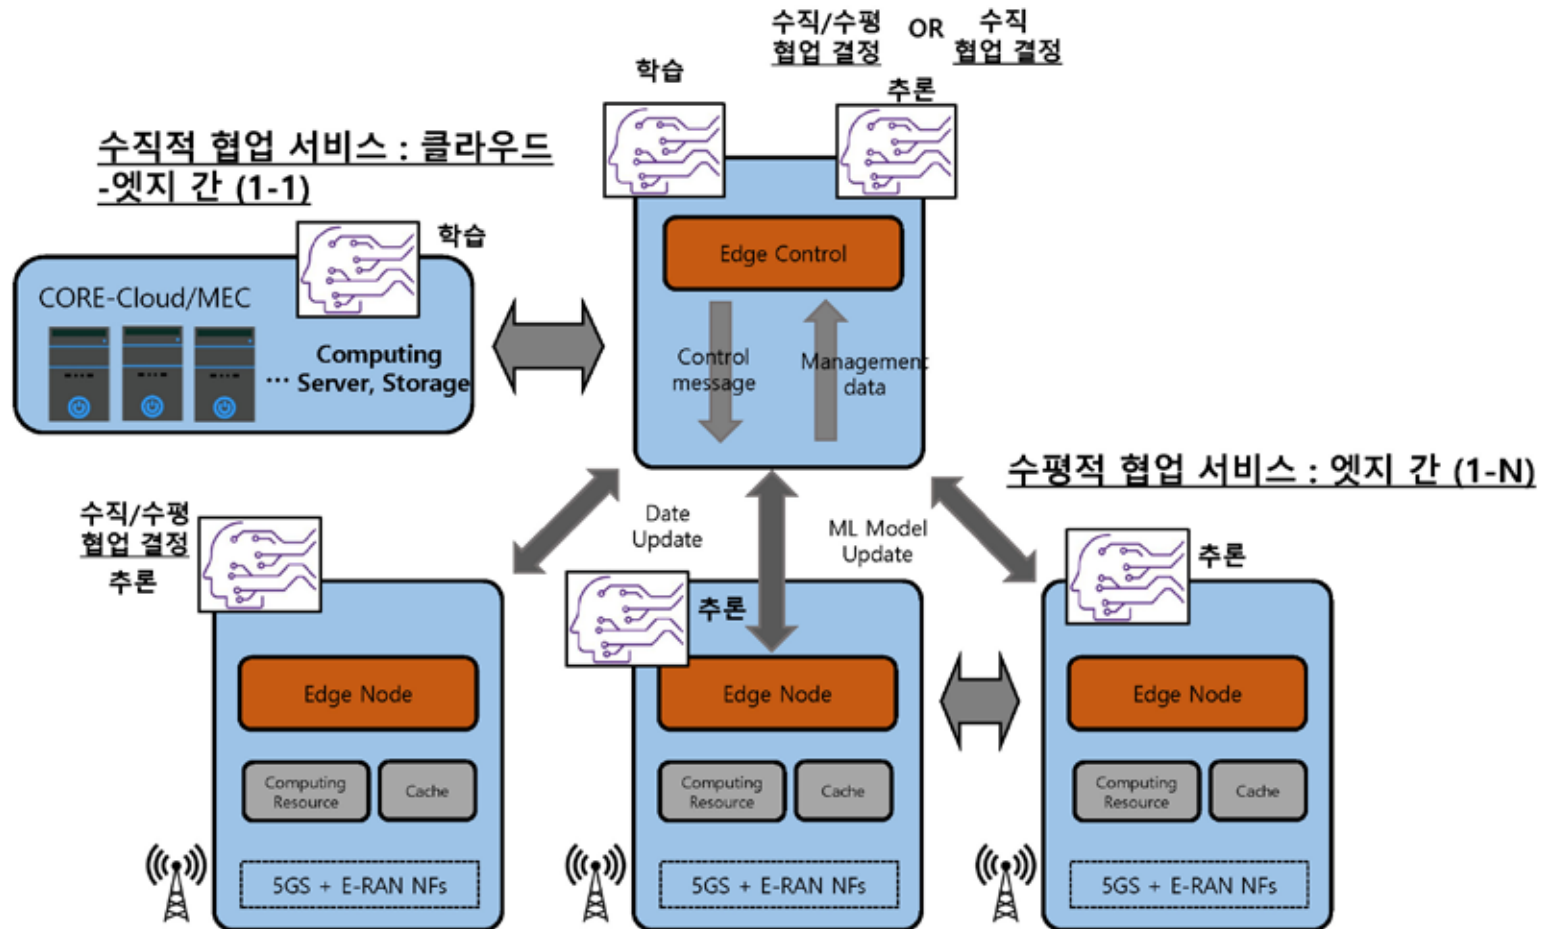 수직/수평
협업 결정
OR
수직
협업 결정
학습
추론
수직적 협업 서비스 : 클라우드
-엣지 간 (1-1)
학습
Edge Control
CORE-Cloud/MEC
Computing
... Server, Storage
Control
message
Management
data
수평적 협업 서비스 : 엣지 간 (1-N)
수직/수평
협업 결정
추론
Date
Update
ML Model
Update
추론
추론
Edge Node
Edge Node
Edge Node
Computing
Resource
Cache
Computing
Resource
Cache
Computing
Resource
Cache
5GS + E-RAN NFs
5GS + E-RAN NFs
5GS + E-RAN NFs